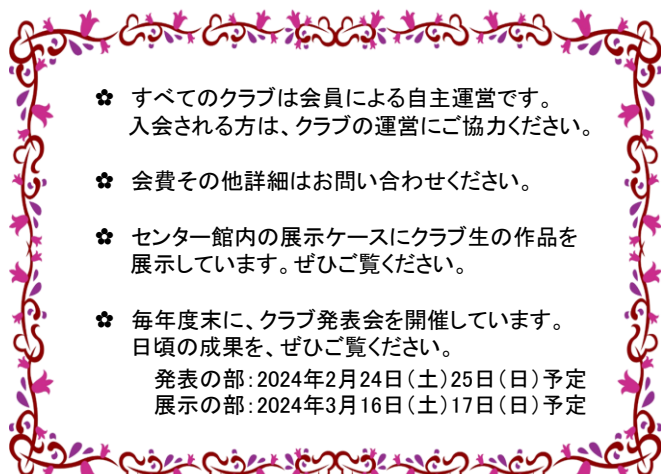 ✿ すべてのクラブは会員による自主運営です。
入会される方は、クラブの運営にご協力ください。
✿ 会費その他詳細はお問い合わせください。
✿ センター館内の展示ケースにクラブ生の作品を
展示しています。ぜひご覧ください。
✿ 毎年度末に、クラブ発表会を開催しています。
日頃の成果を、ぜひご覧ください。
発表の部:2024年2月24日(土)25日(日)予定
展示の部:2024年3月16日(土)17日(日)予定